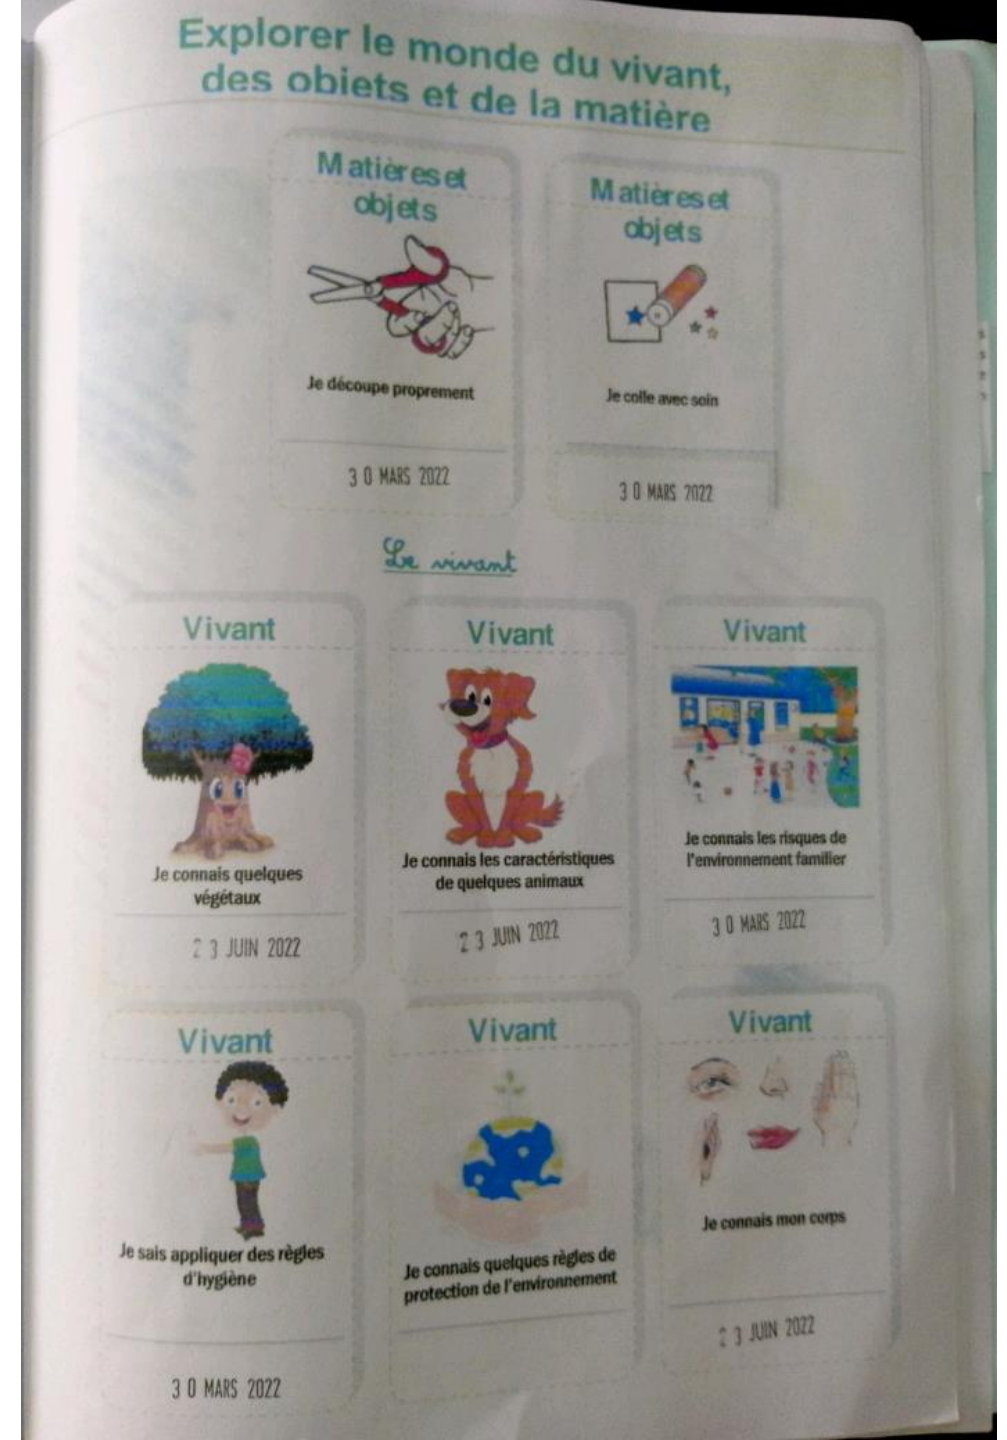 Explorer le monde du vivant,
des objets et de la matière
Matières et
objets
Je découpe proprement
30 MARS 2022
Matières et
objets
Je colle avec soin
30 MARS 2022
Le vivant
Vivant
Je connais quelques
végétaux
23 JUIN 2022
Vivant
Je connais les caractéristiques
de quelques animaux
23 JUIN 2022
Vivant
Je connais les risques de
l'environnement familier
30 MARS 2022
Vivant
Je sais appliquer des règles
d'hygiène
30 MARS 2022
Vivant
Je connais quelques règles de
protection de l'environnement
Vivant
Je connais mon corps
23 JUIN 2022